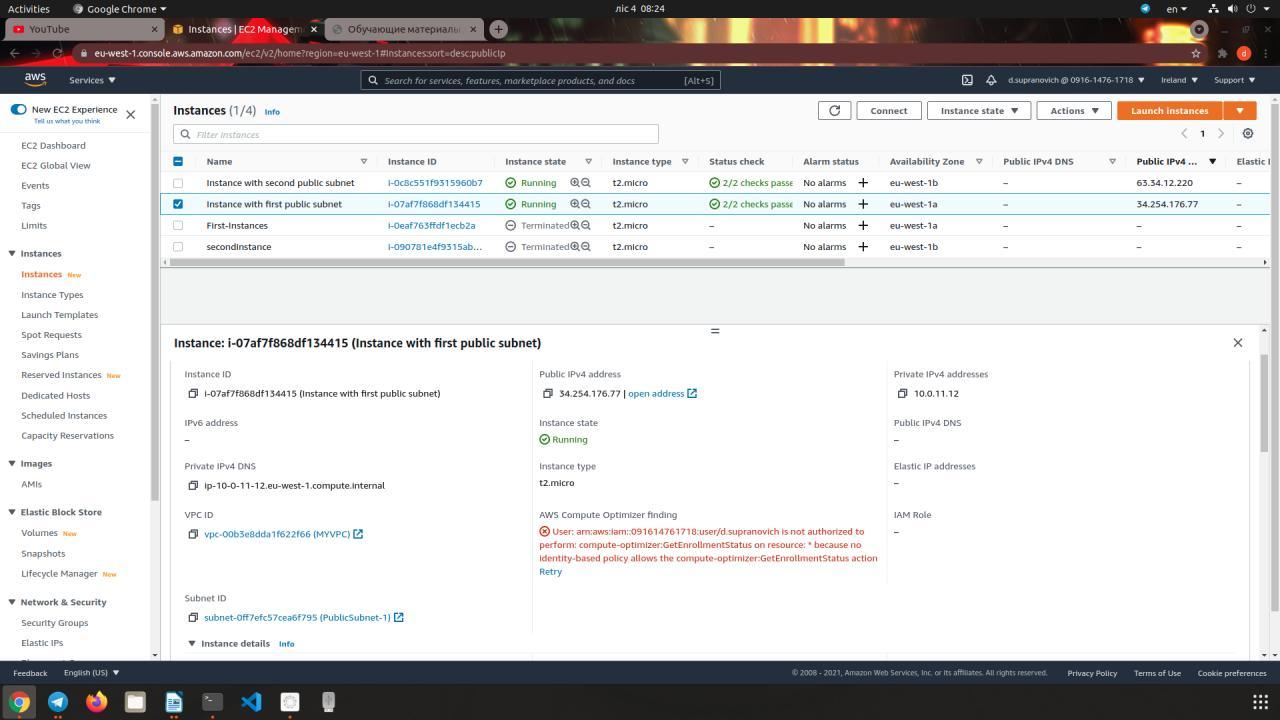 Activities
Google Chrome
ліс 4 08:24
en
YouTube
Instances | EC2 Managem
Обучающие материаль
eu-west-1.console.aws.amazon.com/ec2/v2/home?region=eu-west-1#Instances:sort=desc:publicIp
d
aws
Services
Search for services, features, marketplace products, and docs
[Alt+S]
d.supranovich @ 0916-1476-1718
Ireland
Support
New EC2 Experience
Tell us what you think
EC2 Dashboard
EC2 Global View
Events
Tags
Limits
Instances
Instances New
Instance Types
Launch Templates
Spot Requests
Savings Plans
Reserved Instances New
Dedicated Hosts
Scheduled Instances
Capacity Reservations
Images
AMIs
Elastic Block Store
Volumes New
Snapshots
Lifecycle Manager New
Network & Security
Security Groups
Elastic IPs
Instances (1/4) Info
Connect
Instance state
Actions
Launch instances
Filter instances
1
Name Instance ID Instance state Instance type Status check Alarm status Availability Zone Public IPv4 DNS Public IPv4 ... Elastic I
Instance with second public subnet i-0c8c551f9315960b7 Running t2.micro 2/2 checks passe No alarms + eu-west-1b – 63.34.12.220 –
Instance with first public subnet i-07af7f868df134415 Running t2.micro 2/2 checks passe No alarms + eu-west-1a – 34.254.176.77 –
First-Instances i-0eaf763ffdf1ecb2a Terminated t2.micro – No alarms + eu-west-1a – – –
secondinstance i-090781e4f9315ab... Terminated t2.micro – No alarms + eu-west-1b – – –
Instance: i-07af7f868df134415 (Instance with first public subnet)
Instance ID
i-07af7f868df134415 (Instance with first public subnet)
Public IPv4 address
34.254.176.77 | open address
Private IPv4 addresses
10.0.11.12
IPv6 address
–
Instance state
Running
Public IPv4 DNS
–
Private IPv4 DNS
ip-10-0-11-12.eu-west-1.compute.internal
Instance type
t2.micro
Elastic IP addresses
–
VPC ID
vpc-00b3e8dda1f622f66 (MYVPC)
AWS Compute Optimizer finding
User: arn:aws:iam::091614761718:user/d.supranovich is not authorized to
perform: compute-optimizer:GetEnrollmentStatus on resource: * because no
identity-based policy allows the compute-optimizer:GetEnrollmentStatus action
Retry
IAM Role
–
Subnet ID
subnet-0ff7efc57cea6f795 (PublicSubnet-1)
Instance details Info
Feedback
English (US)
© 2008 - 2021, Amazon Web Services, Inc. or its affiliates. All rights reserved.
Privacy Policy
Terms of Use
Cookie preferences